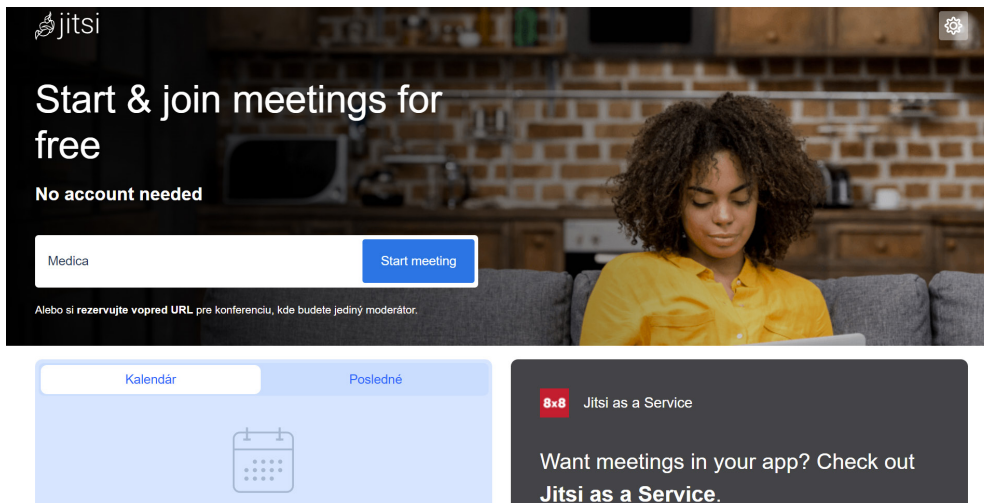 jitsi
Start & join meetings for
free
No account needed
Medica
Start meeting
Alebo si rezervujte vopred URL pre konferenciu, kde budete jediný moderátor.
Kalendár
Posledné
8x8
Jitsi as a Service
Want meetings in your app? Check out
Jitsi as a Service.